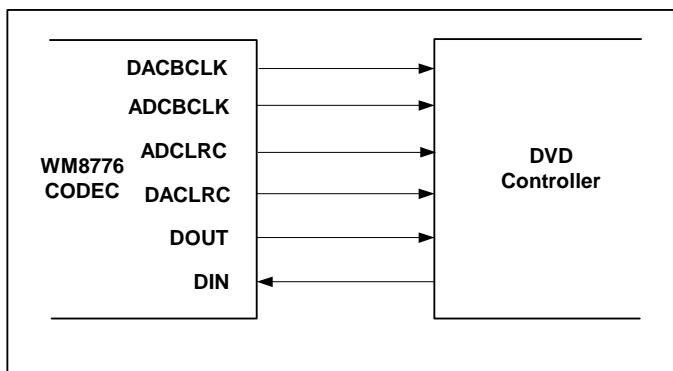 DACBCLK
ADCBCLK
ADCLRC
WM8776
CODEC
DACLRC
DOUT
DIN
DVD
Controller